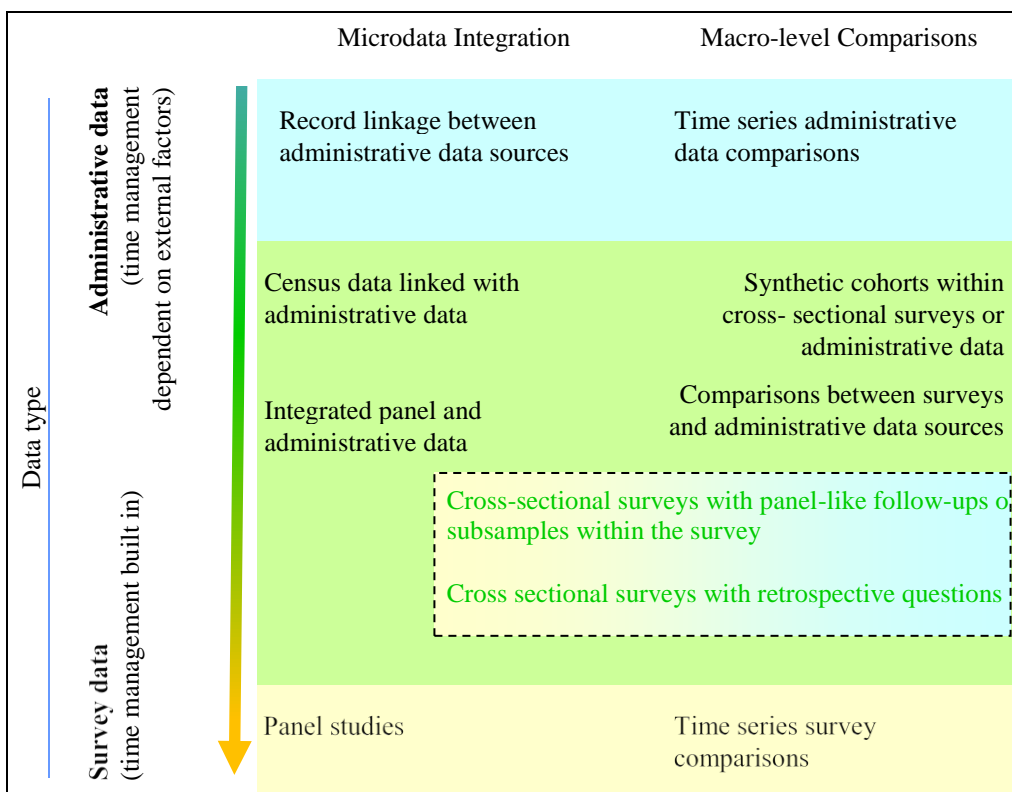 Microdata Integration
Macro-level Comparisons
Data type
Administrative data
(time management
dependent on external factors)
Survey data
(time management built in)
Record linkage between
administrative data sources
Time series administrative
data comparisons
Census data linked with
administrative data
Synthetic cohorts within
cross- sectional surveys or
administrative data
Integrated panel and
administrative data
Comparisons between surveys
and administrative data sources
Cross-sectional surveys with panel-like follow-ups o
subsamples within the survey
Cross sectional surveys with retrospective questions
Panel studies
Time series survey
comparisons